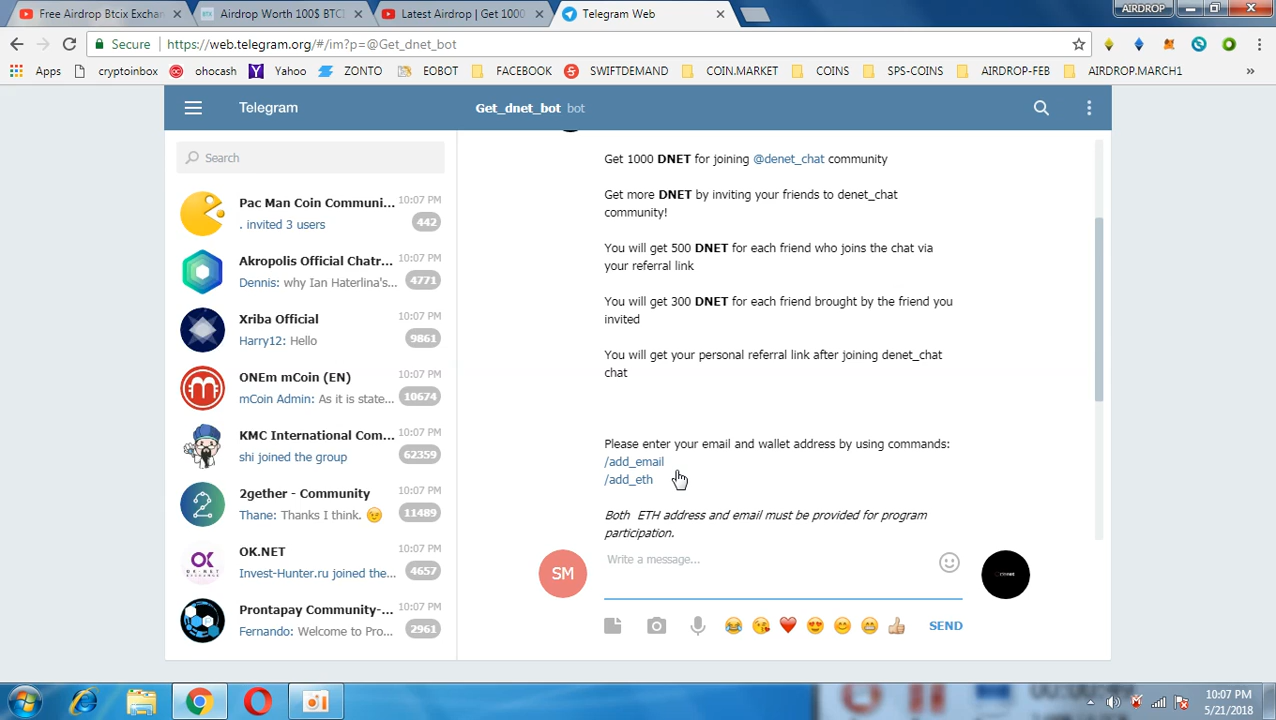 Free Airdrop Btcix Exchan
Airdrop Worth 100$ BTCI
Latest Airdrop | Get 1000
Telegram Web
AIRDROP
Secure
https://web.telegram.org/#/im?p=@Get_dnet_bot
Apps
cryptoinbox
ohocash
Yahoo
ZONTO
EOBOT
FACEBOOK
SWIFTDEMAND
COIN.MARKET
COINS
SPS-COINS
AIRDROP-FEB
AIRDROP.MARCH1
»
Telegram
Get_dnet_bot bot
Search
Pac Man Coin Communi... 10:07 PM
. invited 3 users 442
Akropolis Official Chatr... 10:07 PM
Dennis: why Ian Haterlina's... 4771
Xriba Official 10:07 PM
Harry12: Hello 9861
ONEm mCoin (EN) 10:07 PM
mCoin Admin: As it is state... 10674
KMC International Com... 10:07 PM
shi joined the group 62359
2gether - Community 10:07 PM
Thane: Thanks I think. 😉 11489
OK.NET 10:07 PM
Invest-Hunter.ru joined the... 4657
Prontapay Community-... 10:07 PM
Fernando: Welcome to Pro... 2961
Get 1000 DNET for joining @denet_chat community
Get more DNET by inviting your friends to denet_chat
community!
You will get 500 DNET for each friend who joins the chat via
your referral link
You will get 300 DNET for each friend brought by the friend you
invited
You will get your personal referral link after joining denet_chat
chat
Please enter your email and wallet address by using commands:
/add_email
/add_eth
Both ETH address and email must be provided for program
participation.
SM
Write a message...
SEND
10:07 PM
5/21/2018